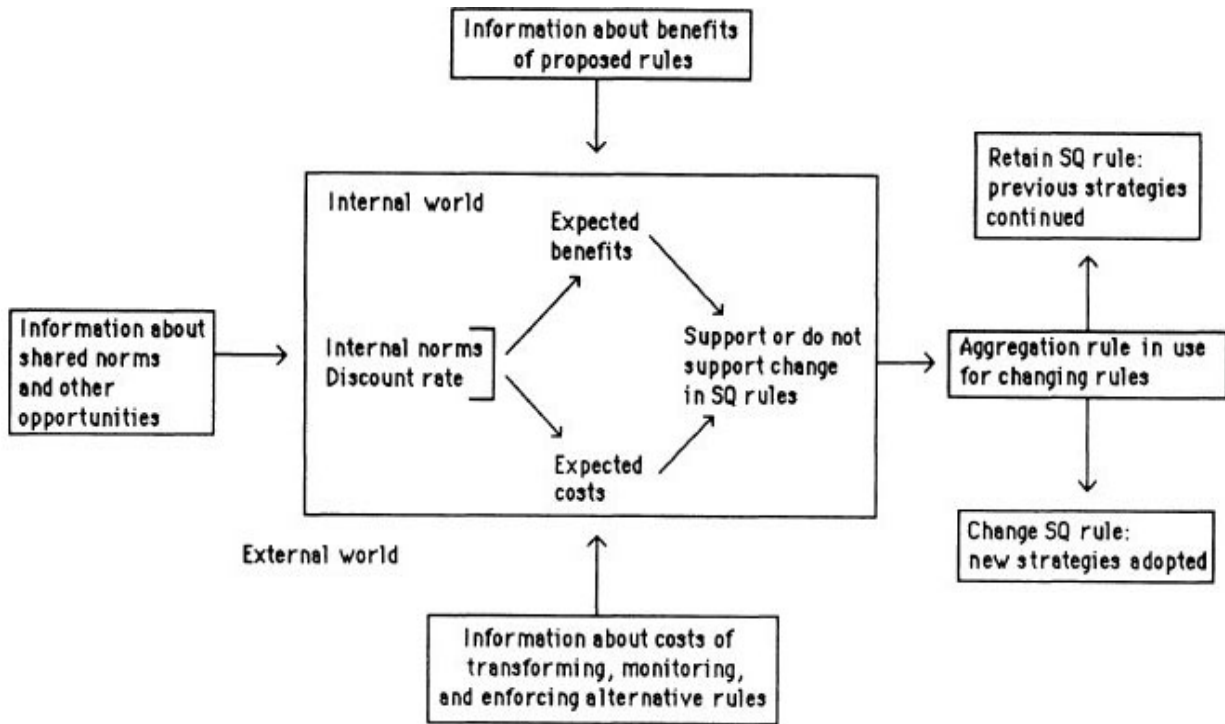 Information about benefits
of proposed rules
Retain SQ rule:
previous strategies
continued
Internal world
Expected
benefits
Information about
shared norms
and other
opportunities
Internal norms
Discount rate
Support or do not
support change
in SQ rules
Aggregation rule in use
for changing rules
Expected
costs
Change SQ rule:
new strategies adopted
External world
Information about costs of
transforming, monitoring,
and enforcing alternative rules